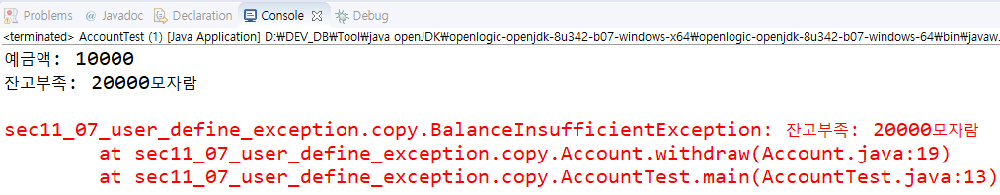 Problems @ Javadoc Declaration Console Debug
<terminated> AccountTest (1) [Java Application] D:₩DEV_DB₩Tool₩java openJDK₩openlogic-openjdk-8u342-b07-windows-x64₩openlogic-openjdk-8u342-b07-windows-64₩bin₩javaw.
예금액: 10000
잔고부족: 20000모자람
sec11_07_user_define_exception.copy.BalanceInsufficientException: 잔고부족: 20000모자람
at sec11_07_user_define_exception.copy.Account.withdraw(Account.java:19)
at sec11_07_user_define_exception.copy.AccountTest.main(AccountTest.java:13)